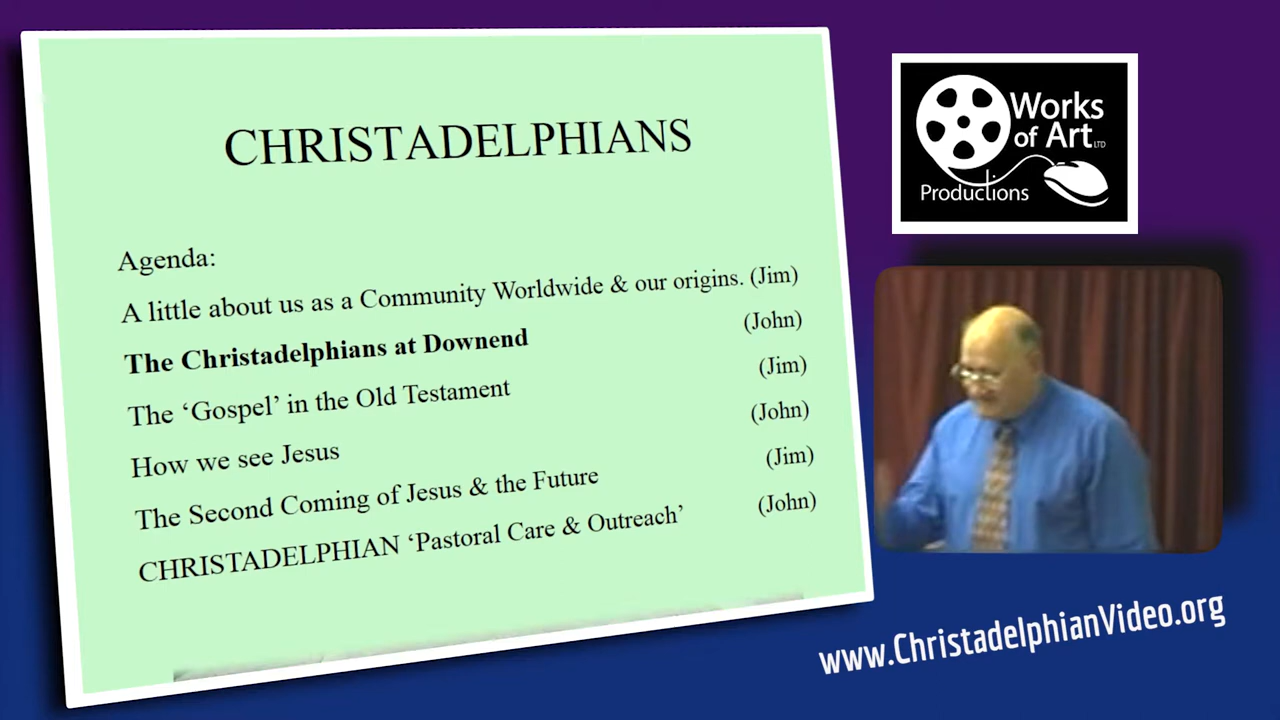 CHRISTADELPHIANS
Agenda:
A little about us as a Community Worldwide & our origins. (Jim)
The Christadelphians at Downend (John)
The ‘Gospel’ in the Old Testament (Jim)
How we see Jesus (John)
The Second Coming of Jesus & the Future (Jim)
CHRISTADELPHIAN ‘Pastoral Care & Outreach’ (John)
Works
of Art LTD
Productions
www.ChristadelphianVideo.org